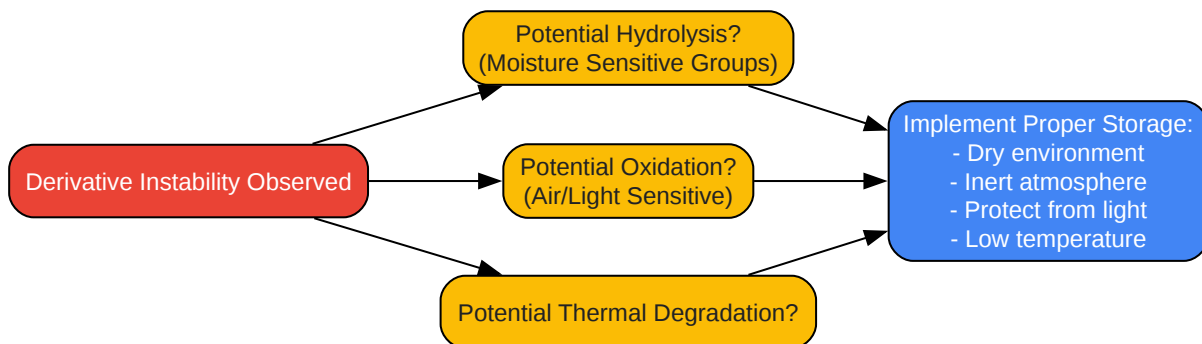 Derivative Instability Observed
Potential Hydrolysis?
(Moisture Sensitive Groups)
Potential Oxidation?
(Air/Light Sensitive)
Potential Thermal Degradation?
Implement Proper Storage:
- Dry environment
- Inert atmosphere
- Protect from light
- Low temperature